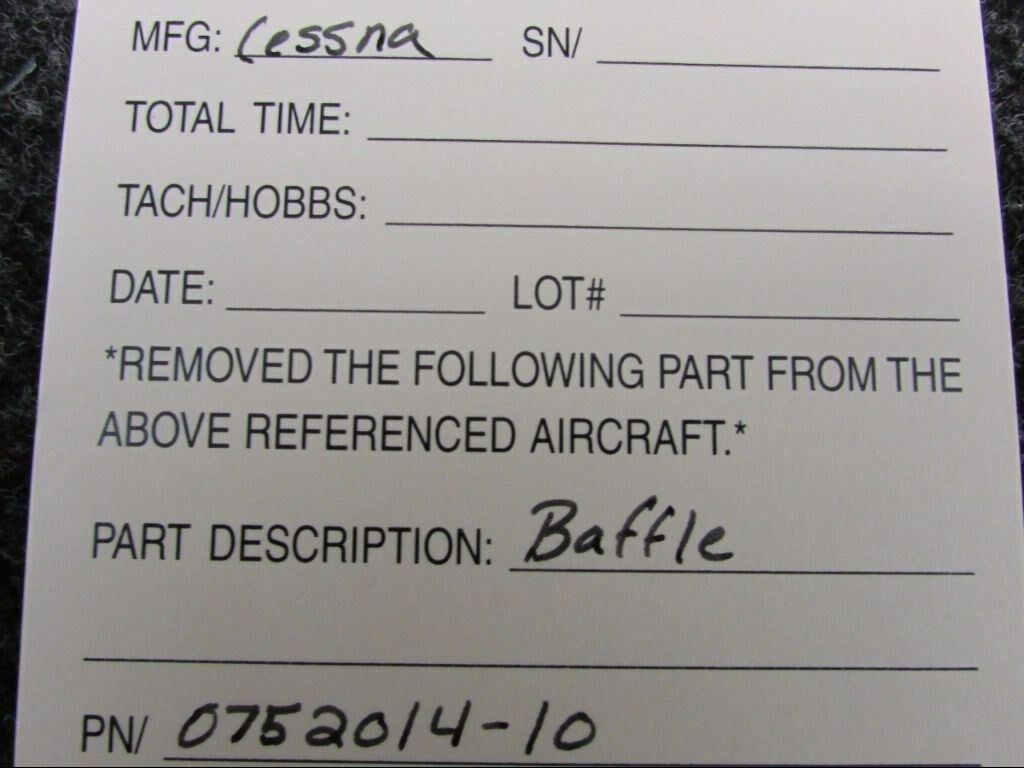 MFG: Cessna SN/
TOTAL TIME:
TACH/HOBBS:
DATE: LOT#
*REMOVED THE FOLLOWING PART FROM THE
ABOVE REFERENCED AIRCRAFT.*
PART DESCRIPTION: Baffle
PN/ 0752014-10